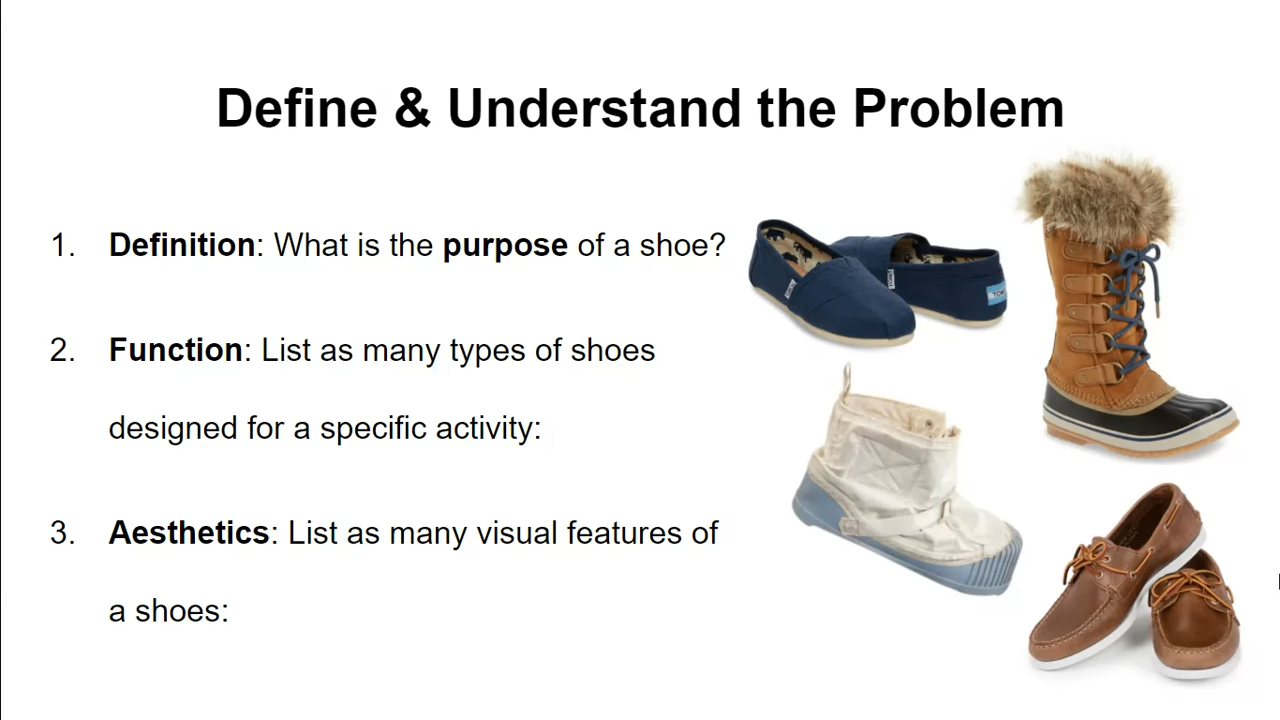 Define & Understand the Problem
1. Definition: What is the purpose of a shoe?
2. Function: List as many types of shoes
designed for a specific activity:
3. Aesthetics: List as many visual features of
a shoes: